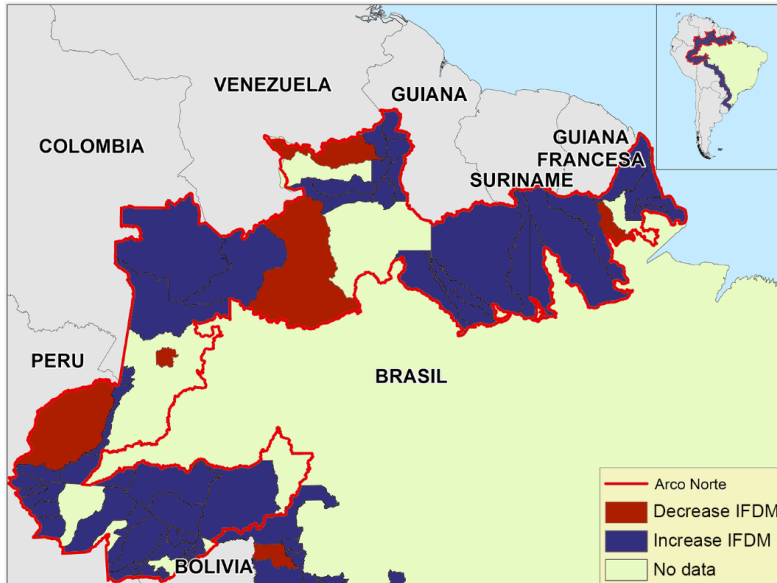 VENEZUELA
GUIANA
COLOMBIA
GUIANA
FRANCESA
SURINAME
PERU
BRASIL
BOLIVIA
Arco Norte
Decrease IFDM
Increase IFDM
No data